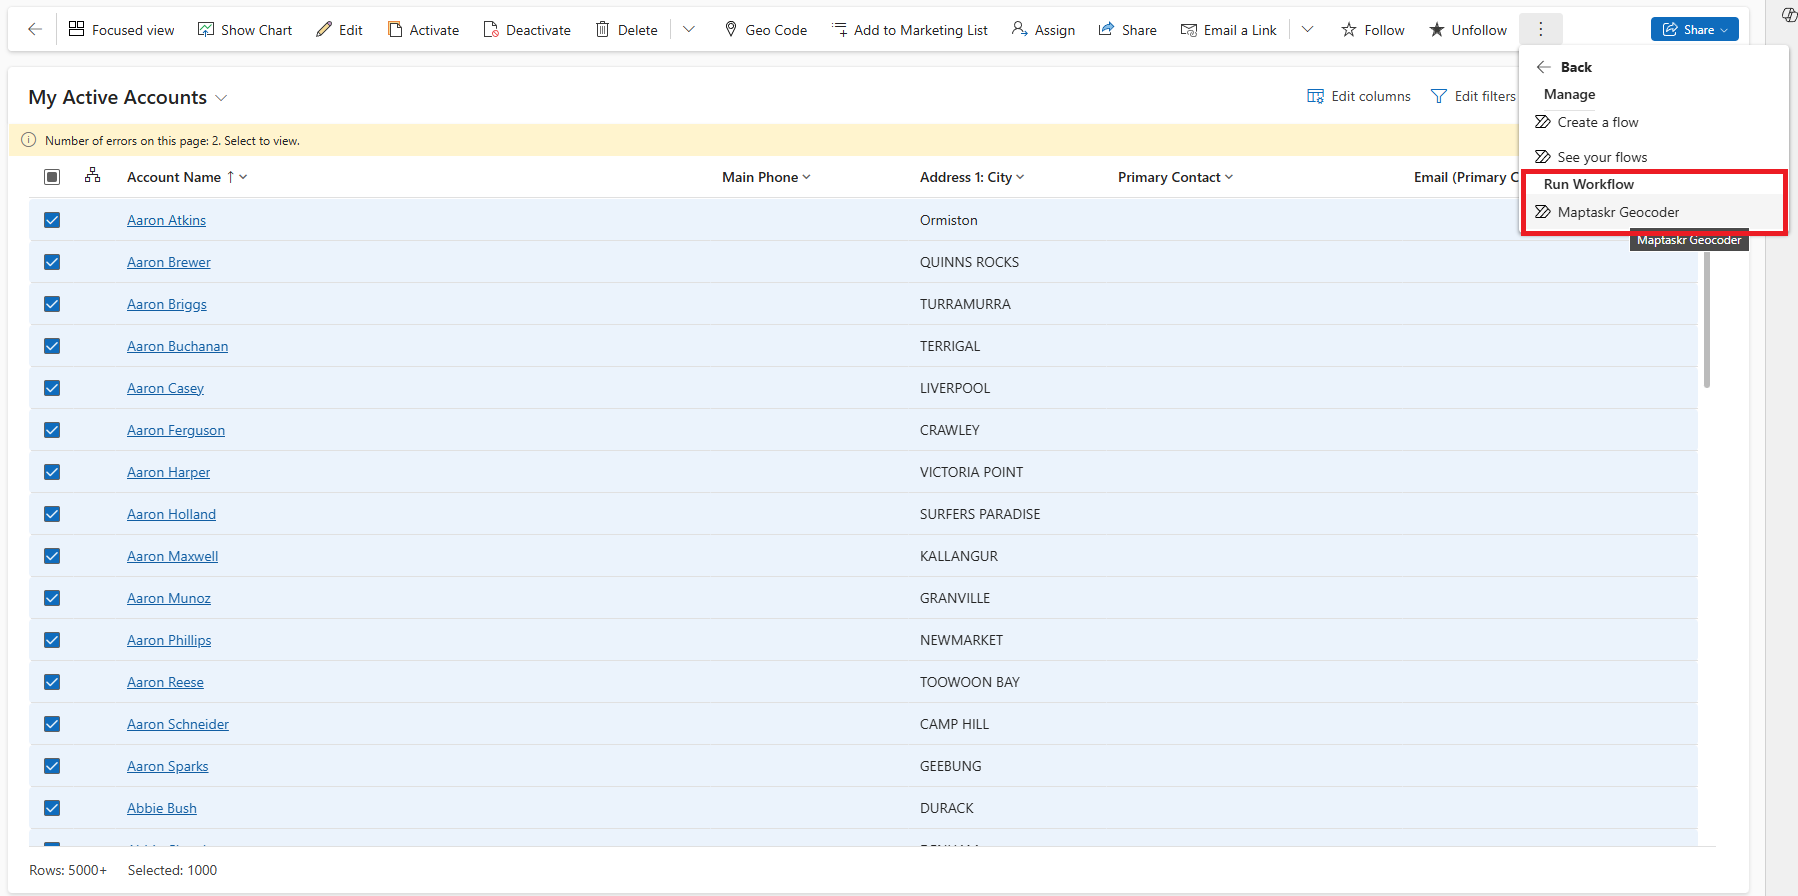 Focused view Show Chart Edit Activate Deactivate Delete Geo Code Add to Marketing List Assign Share Email a Link Follow Unfollow Share
Back
Manage
Create a flow
See your flows
Run Workflow
Maptaskr Geocoder
Maptaskr Geocoder
My Active Accounts Edit columns Edit filters
Number of errors on this page: 2. Select to view.
Account Name Main Phone Address 1: City Primary Contact Email (Primary C
Aaron Atkins Ormiston
Aaron Brewer QUINNS ROCKS
Aaron Briggs TURRAMURRA
Aaron Buchanan TERRIGAL
Aaron Casey LIVERPOOL
Aaron Ferguson CRAWLEY
Aaron Harper VICTORIA POINT
Aaron Holland SURFERS PARADISE
Aaron Maxwell KALLANGUR
Aaron Munoz GRANVILLE
Aaron Phillips NEWMARKET
Aaron Reese TOOWOON BAY
Aaron Schneider CAMP HILL
Aaron Sparks GEEBUNG
Abbie Bush DURACK
Rows: 5000+ Selected: 1000